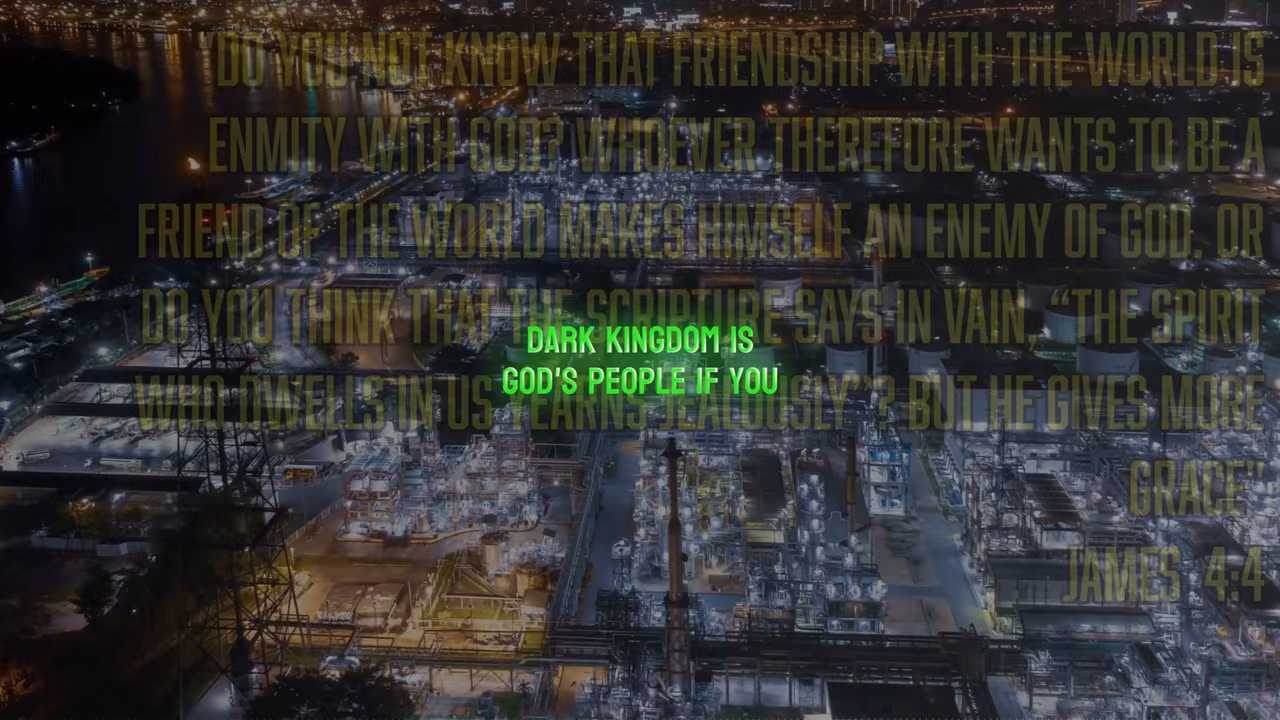 "DO YOU NOT KNOW THAT FRIENDSHIP WITH THE WORLD IS
ENMITY WITH GOD? WHOEVER THEREFORE WANTS TO BE A
FRIEND OF THE WORLD MAKES HIMSELF AN ENEMY OF GOD. OR
DO YOU THINK THAT THE SCRIPTURE SAYS IN VAIN, “THE SPIRIT
WHO DWELLS IN US YEARNS JEALOUSLY”? BUT HE GIVES MORE
GRACE"
JAMES 4:4
DARK KINGDOM IS
GOD'S PEOPLE IF YOU